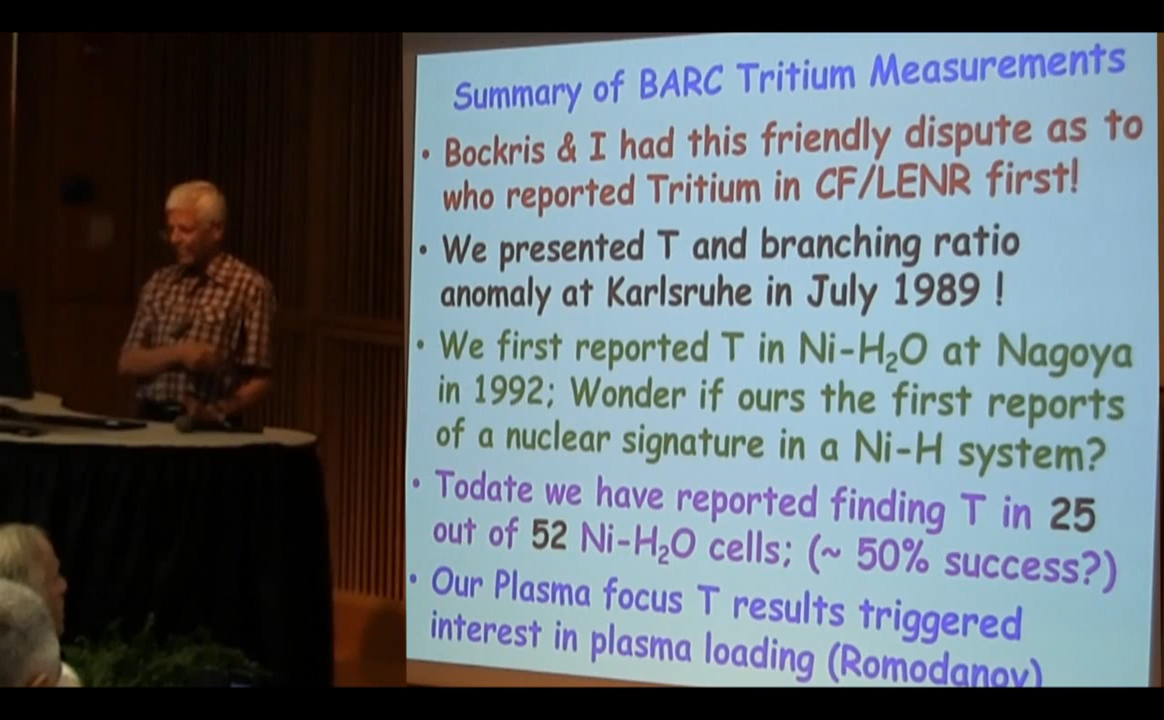 Summary of BARC Tritium Measurements
• Bockris & I had this friendly dispute as to
who reported Tritium in CF/LENR first!
• We presented T and branching ratio
anomaly at Karlsruhe in July 1989 !
• We first reported T in Ni-H₂O at Nagoya
in 1992; Wonder if ours the first reports
of a nuclear signature in a Ni-H system?
• Todate we have reported finding T in 25
out of 52 Ni-H₂O cells; (~ 50% success?)
• Our Plasma focus T results triggered
interest in plasma loading (Romodanov)